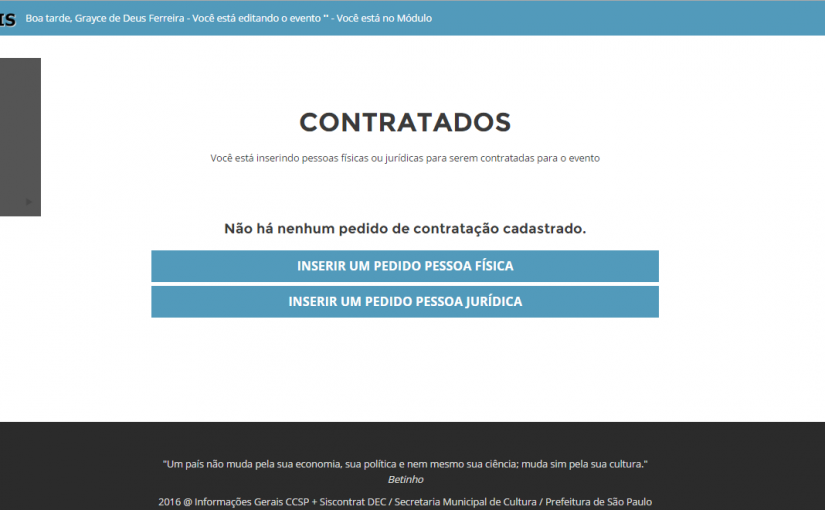 IS
Boa tarde, Grayce de Deus Ferreira - Você está editando o evento "" - Você está no Módulo
CONTRATADOS
Você está inserindo pessoas físicas ou jurídicas para serem contratadas para o evento
»
Não há nenhum pedido de contratação cadastrado.
INSERIR UM PEDIDO PESSOA FÍSICA
INSERIR UM PEDIDO PESSOA JURÍDICA
"Um país não muda pela sua economia, sua política e nem mesmo sua ciência; muda sim pela sua cultura."
Betinho
2016 @ Informações Gerais CCSP + Siscontrat DEC / Secretaria Municipal de Cultura / Prefeitura de São Paulo